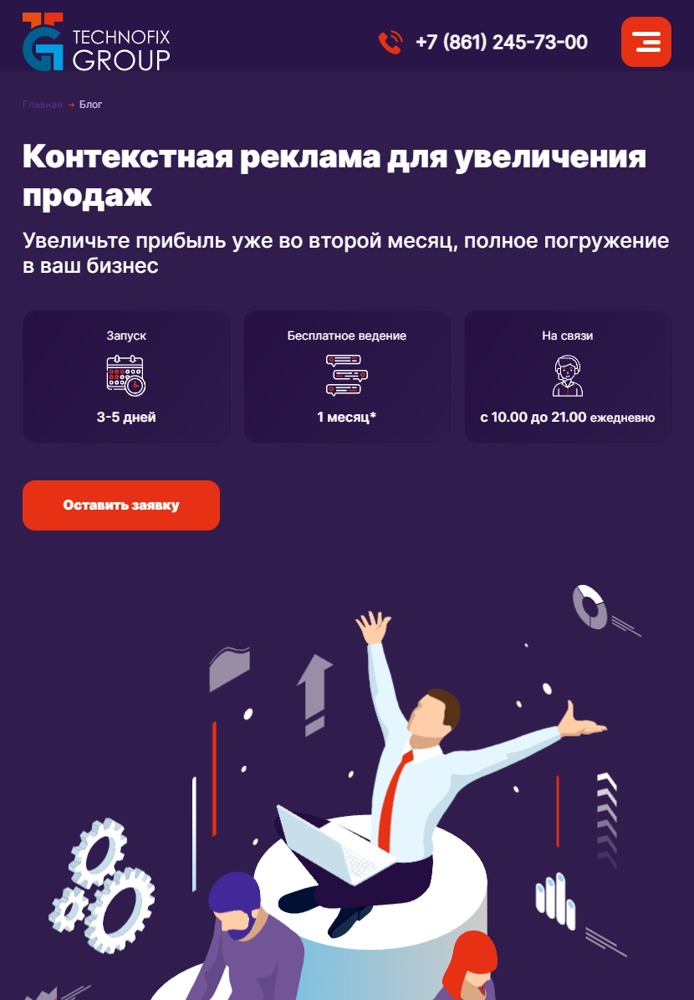 TECHNOFIX
GROUP
+7 (861) 245-73-00
Главная → Блог
Контекстная реклама для увеличения
продаж
Увеличьте прибыль уже во второй месяц, полное погружение
в ваш бизнес
Запуск
3-5 дней
Бесплатное ведение
1 месяц*
На связи
с 10.00 до 21.00 ежедневно
Оставить заявку